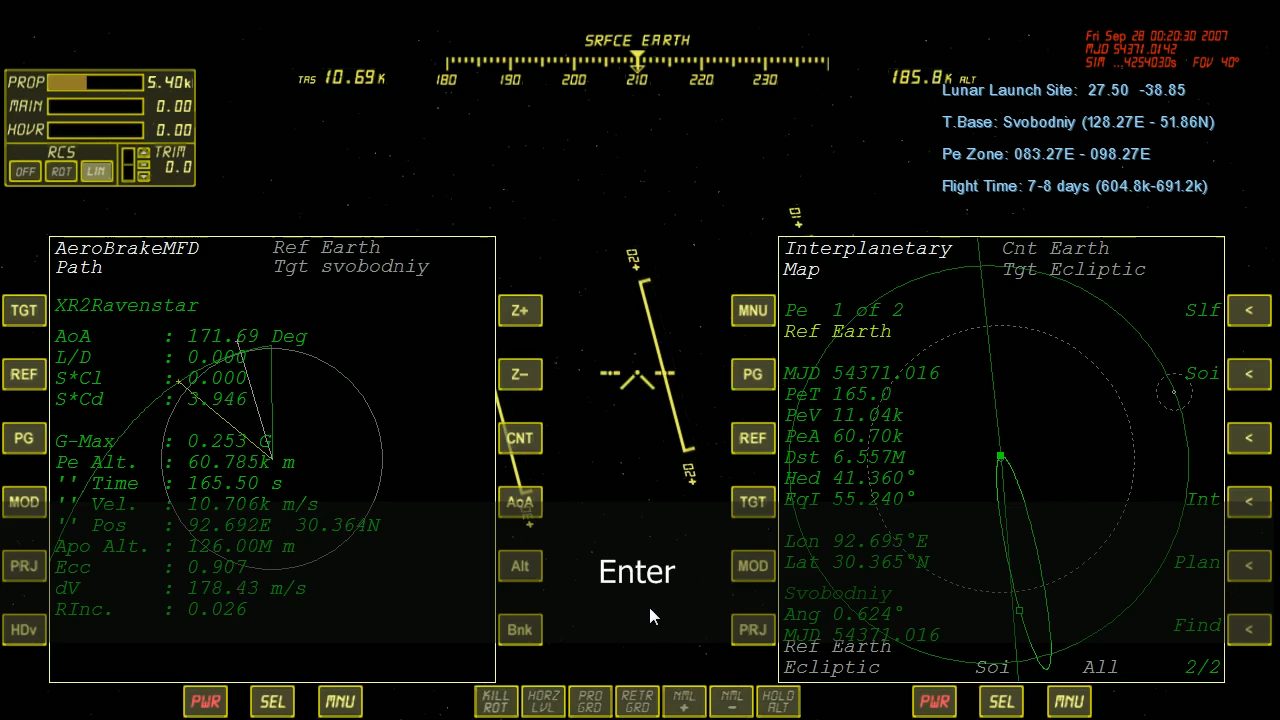 SRFCE EARTH
Fri Sep 28 00:20:30 2007
MJD 54371.0142
SIM ..,4254030s FOV 40°
PROP 5.40k
MAIN 0.00
HOVR 0.00
RCS TRIM
OFF ROT LIN 0.0
TAS 10.69K
180 190 200 210 220 230
185.8K ALT
Lunar Launch Site: 27.50 -38.85
T.Base: Svobodniy (128.27E - 51.86N)
Pe Zone: 083.27E - 098.27E
Flight Time: 7-8 days (604.8k-691.2k)
AeroBrakeMFD Ref Earth
Path Tgt svobodniy
XR2Ravenstar
AoA : 171.69 Deg
L/D : 0.000
S*Cl : 0.000
S*Cd : 3.946
G-Max : 0.253 G
Pe Alt. : 60.785k m
'' Time : 165.50 s
'' Vel. : 10.706k m/s
'' Pos : 92.692E 30.364N
Apo Alt. : 126.00M m
Ecc : 0.907
dV : 178.43 m/s
RInc. : 0.026
TGT
REF
PG
MOD
PRJ
HDv
Z+
Z-
CNT
AoA
Alt
Bnk
+10
+20
+20
Enter
MNU
PG
REF
TGT
MOD
PRJ
Interplanetary Cnt Earth
Map Tgt Ecliptic
Pe 1 of 2 Slf
Ref Earth
MJD 54371.016 Soi
PeT 165.0
PeV 11.04k
PeA 60.70k
Dst 6.557M
Hed 41.360°
EqI 55.240° Int
Lon 92.695°E
Lat 30.365°N Plan
Svobodniy
Ang 0.624° Find
MJD 54371.016
Ref Earth
Ecliptic Soi All 2/2
<
<
<
<
<
<
PWR SEL MNU
KILL ROT HORZ LVL PRO GRD RETR GRD NML + NML - HOLD ALT
PWR SEL MNU